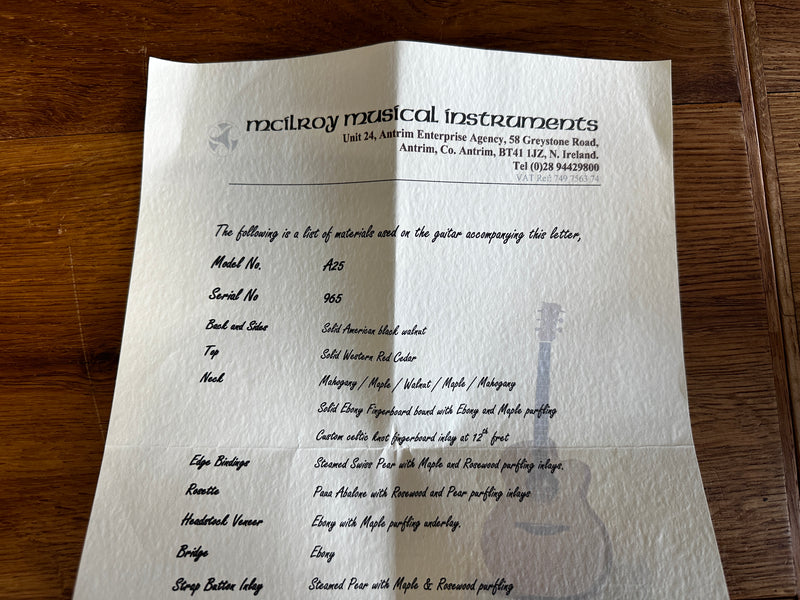 mcilroy musical instruments
Unit 24, Antrim Enterprise Agency, 58 Greystone Road,
Antrim, Co. Antrim, BT41 1JZ, N. Ireland.
Tel (0)28 94429800
VAT Ref: 749 7563 74
The following is a list of materials used on the guitar accompanying this letter,
Model No. A25
Serial No 965
Back and Sides Solid American black walnut
Top Solid Western Red Cedar
Neck Mahogany / Maple / Walnut / Maple / Mahogany
Solid Ebony Fingerboard bound with Ebony and Maple purfling
Custom celtic knot fingerboard inlay at 12th fret
Edge Bindings Steamed Swiss Pear with Maple and Rosewood purfling inlays.
Rosette Paua Abalone with Rosewood and Pear purfling inlays
Headstock Veneer Ebony with Maple purfling underlay.
Bridge Ebony
Strap Button Inlay Steamed Pear with Maple & Rosewood purfling